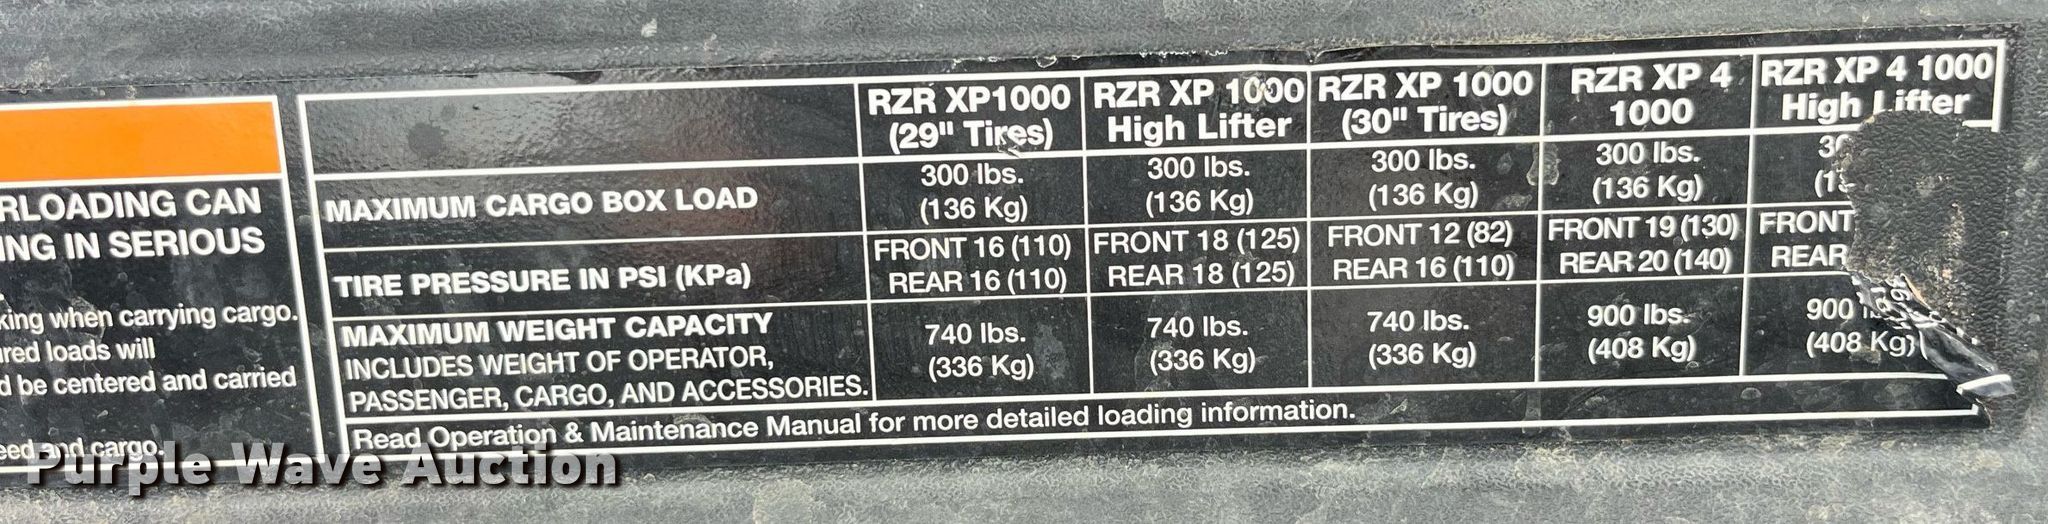 RLOADING CAN
ING IN SERIOUS
king when carrying cargo.
ured loads will
d be centered and carried
eed and cargo.
RZR XP1000 (29" Tires)
RZR XP 1000 High Lifter
RZR XP 1000 (30" Tires)
RZR XP 4 1000
RZR XP 4 1000 High Lifter
MAXIMUM CARGO BOX LOAD
300 lbs. (136 Kg)
300 lbs. (136 Kg)
300 lbs. (136 Kg)
300 lbs. (136 Kg)
TIRE PRESSURE IN PSI (KPa)
FRONT 16 (110) REAR 16 (110)
FRONT 18 (125) REAR 18 (125)
FRONT 12 (82) REAR 16 (110)
FRONT 19 (130) REAR 20 (140)
FRONT REAR
MAXIMUM WEIGHT CAPACITY
INCLUDES WEIGHT OF OPERATOR,
PASSENGER, CARGO, AND ACCESSORIES.
740 lbs. (336 Kg)
740 lbs. (336 Kg)
740 lbs. (336 Kg)
900 lbs. (408 Kg)
900 (408 Kg)
Read Operation & Maintenance Manual for more detailed loading information.
Purple Wave Auction